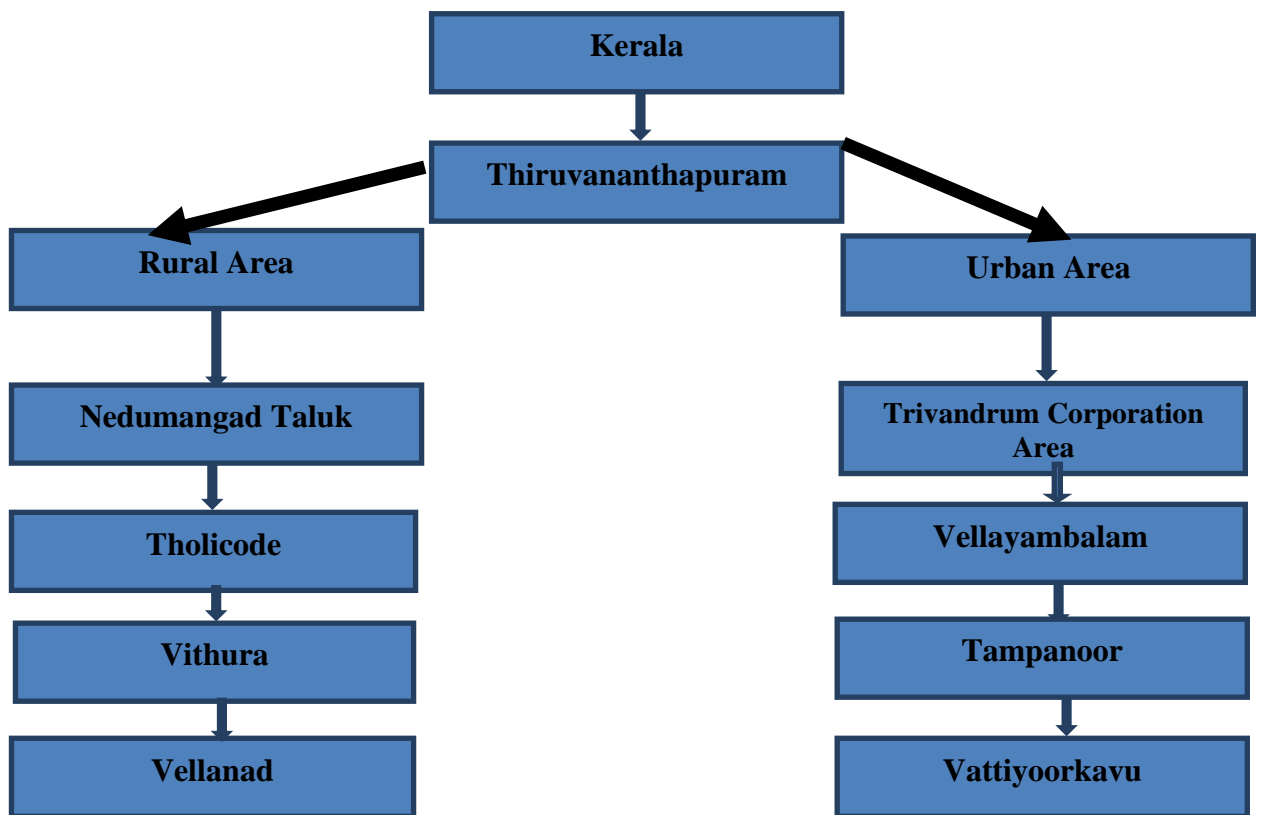 Kerala
Thiruvananthapuram
Rural Area
Nedumangad Taluk
Tholicode
Vithura
Vellanad
Urban Area
Trivandrum Corporation
Area
Vellayambalam
Tampanoor
Vattiyoorkavu